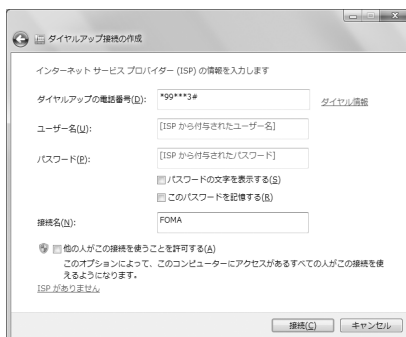 ダイヤルアップ接続の作成
インターネット サービス プロバイダー (ISP) の情報を入力します
ダイヤルアップの電話番号(D): *99***3# ダイヤル情報
ユーザー名(U): [ISP から付与されたユーザー名]
パスワード(P): [ISP から付与されたパスワード]
パスワードの文字を表示する(S)
このパスワードを記憶する(R)
接続名(N): FOMA
他の人がこの接続を使うことを許可する(A)
このオプションによって、このコンピューターにアクセスがあるすべての人がこの接続を使
えるようになります。
ISP がありません
接続(C) キャンセル